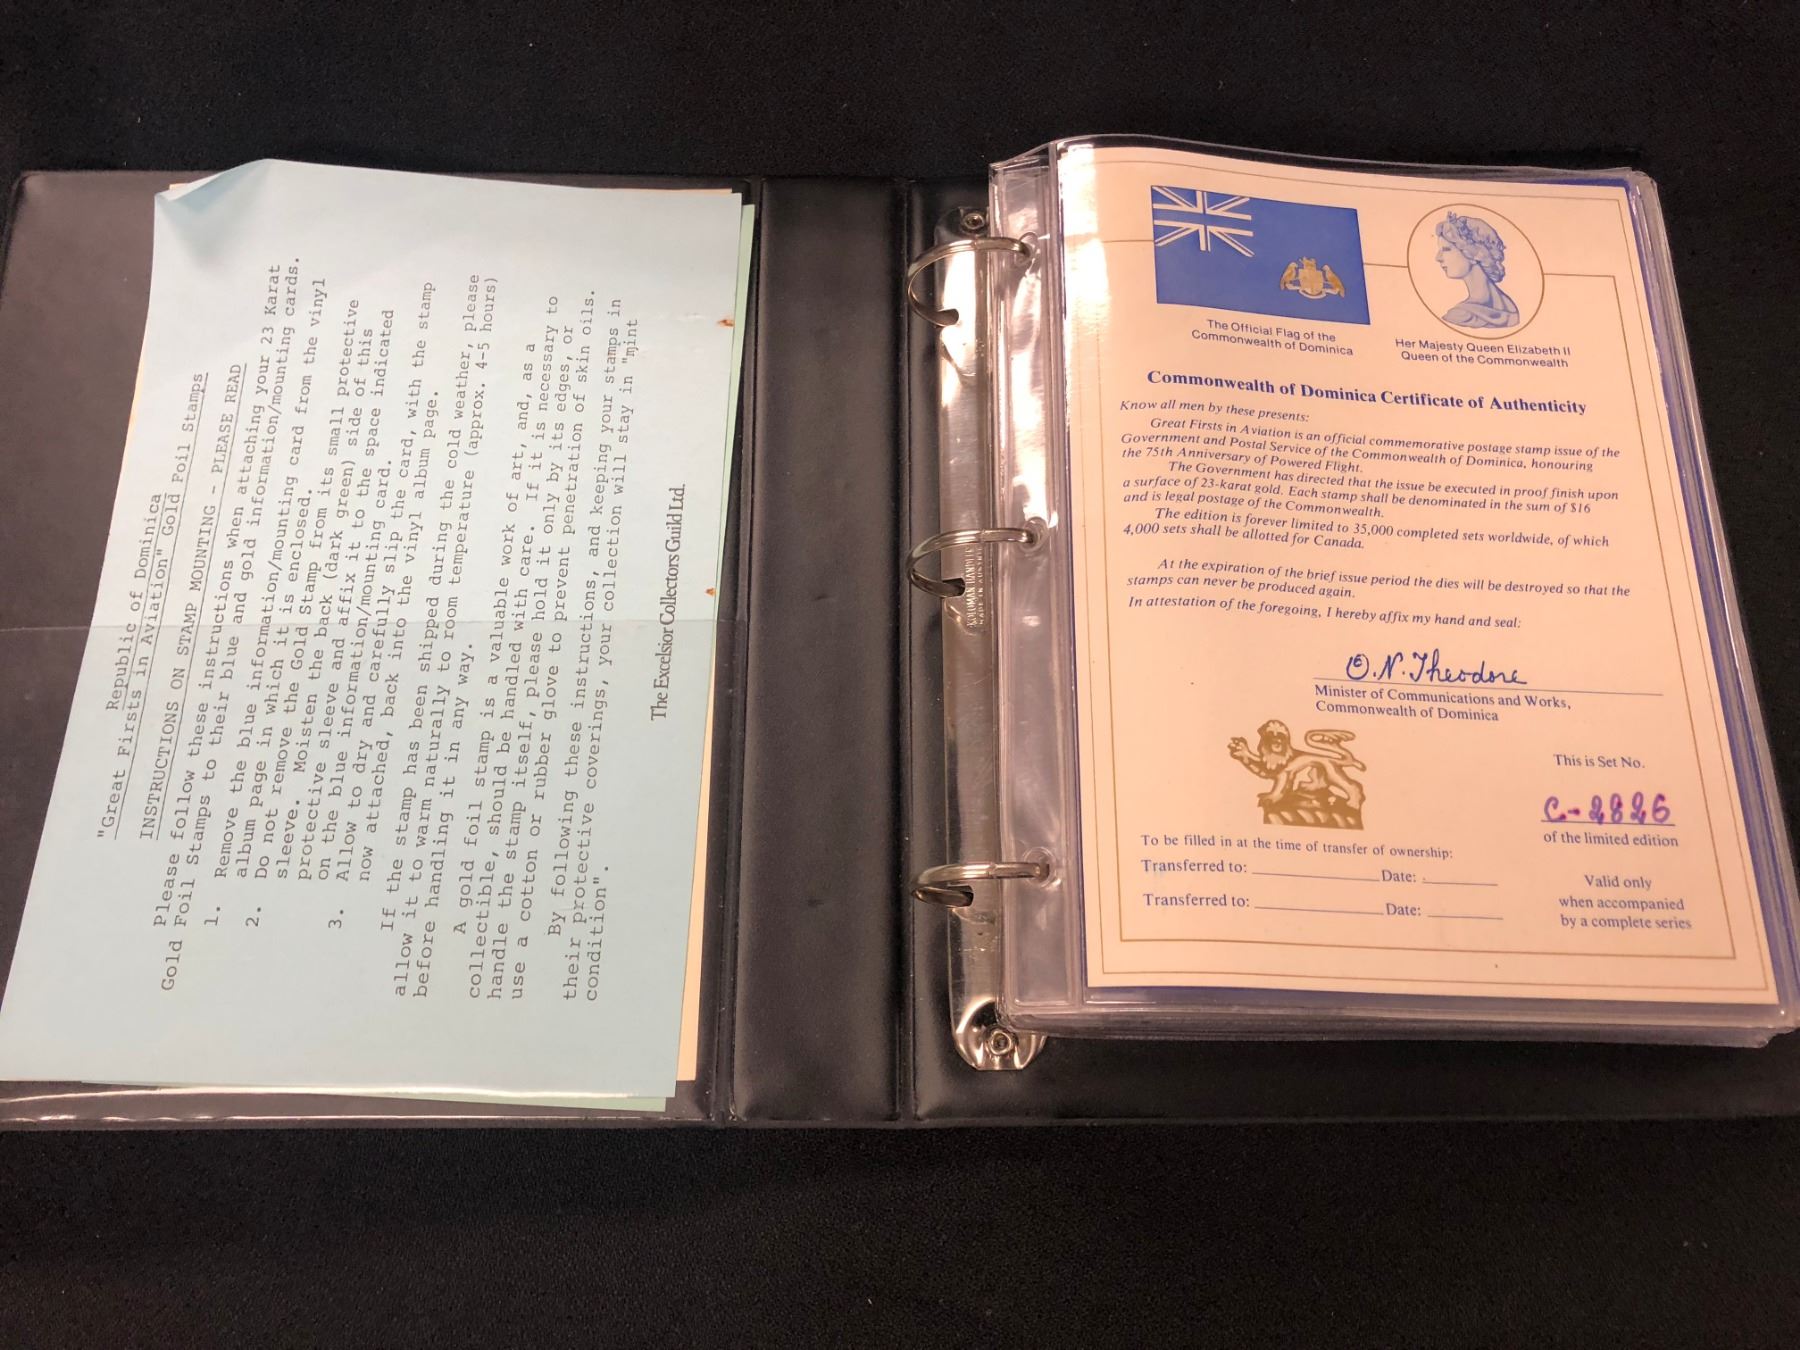 Republic of Dominica
"Great Firsts in Aviation" Gold Foil Stamps
INSTRUCTIONS ON STAMP MOUNTING - PLEASE READ
Please follow these instructions when attaching your 23 Karat
Gold Foil Stamps to their blue and gold information/mounting cards.
1. Remove the blue information/mounting card from the vinyl
album page in which it is enclosed.
2. Do not remove the Gold Stamp from its small protective
sleeve. Moisten the back (dark green) side of this
protective sleeve and affix it to the space indicated
on the blue information/mounting card.
3. Allow to dry and carefully slip the card, with the stamp
now attached, back into the vinyl album page.
If the stamp has been shipped during the cold weather, please
allow it to warm naturally to room temperature (approx. 4-5 hours)
before handling it in any way.
A gold foil stamp is a valuable work of art, and, as a
collectible, should be handled with care. If it is necessary to
handle the stamp itself, please hold it only by its edges, or
use a cotton or rubber glove to prevent penetration of skin oils.
By following these instructions, and keeping your stamps in
their protective coverings, your collection will stay in "mint
condition".
The Excelsior Collectors Guild Ltd.
KOLOMAN HANDLER
MADE IN AUSTRIA
The Official Flag of the
Commonwealth of Dominica
Her Majesty Queen Elizabeth II
Queen of the Commonwealth
Commonwealth of Dominica Certificate of Authenticity
Know all men by these presents:
Great Firsts in Aviation is an official commemorative postage stamp issue of the
Government and Postal Service of the Commonwealth of Dominica, honouring
the 75th Anniversary of Powered Flight.
The Government has directed that the issue be executed in proof finish upon
a surface of 23-karat gold. Each stamp shall be denominated in the sum of $16
and is legal postage of the Commonwealth.
The edition is forever limited to 35,000 completed sets worldwide, of which
4,000 sets shall be allotted for Canada.
At the expiration of the brief issue period the dies will be destroyed so that the
stamps can never be produced again.
In attestation of the foregoing, I hereby affix my hand and seal:
O.N. Theodore
Minister of Communications and Works,
Commonwealth of Dominica
This is Set No.
C-2826
of the limited edition
To be filled in at the time of transfer of ownership:
Transferred to: Date:
Transferred to: Date:
Valid only
when accompanied
by a complete series